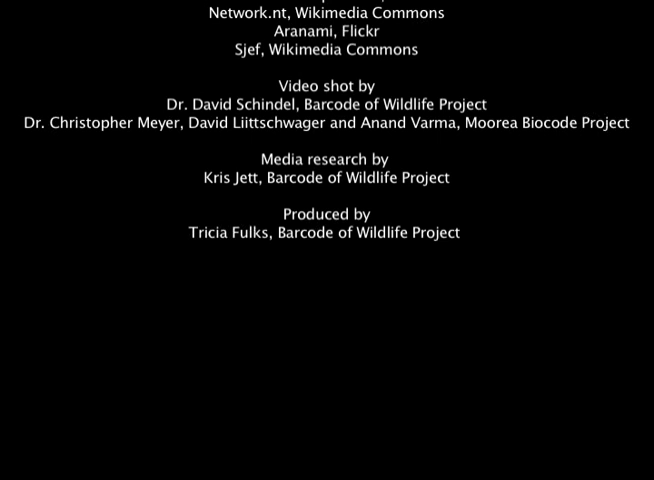 Network.nt, Wikimedia Commons
Aranami, Flickr
Sjef, Wikimedia Commons
Video shot by
Dr. David Schindel, Barcode of Wildlife Project
Dr. Christopher Meyer, David Liittschwager and Anand Varma, Moorea Biocode Project
Media research by
Kris Jett, Barcode of Wildlife Project
Produced by
Tricia Fulks, Barcode of Wildlife Project